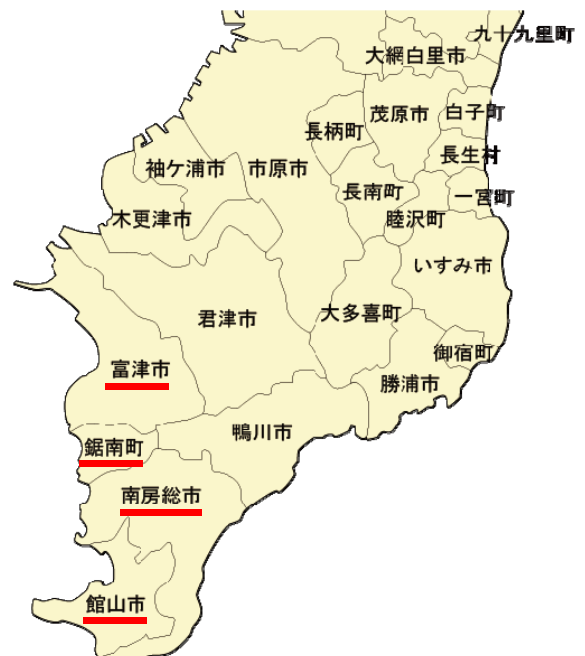 九十九里町
大網白里市
茂原市
白子町
長柄町
長生村
袖ケ浦市
市原市
長南町
一宮町
木更津市
睦沢町
いすみ市
君津市
大多喜町
御宿町
富津市
勝浦市
鴨川市
鋸南町
南房総市
館山市